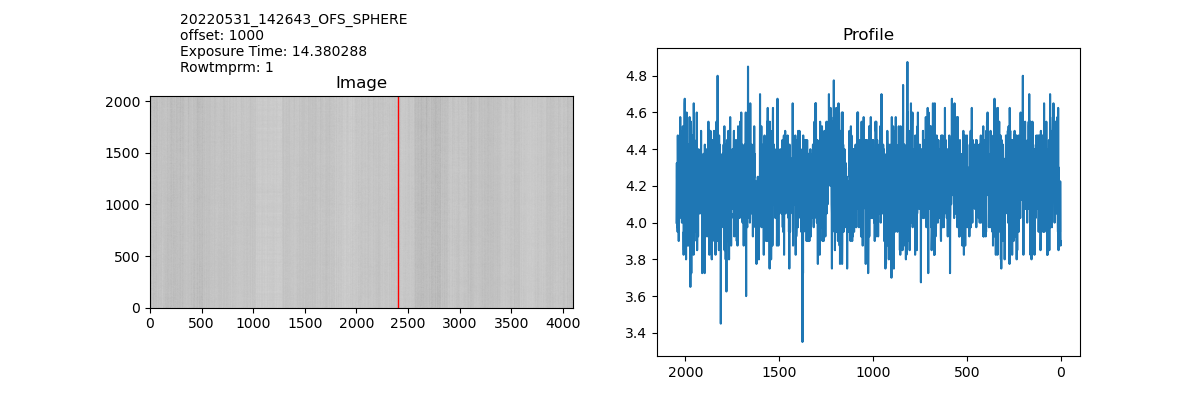 20220531_142643_OFS_SPHERE
offset: 1000
Exposure Time: 14.380288
Rowtmprm: 1
Image
2000
1500
1000
500
0
0 500 1000 1500 2000 2500 3000 3500 4000
Profile
4.8
4.6
4.4
4.2
4.0
3.8
3.6
3.4
2000 1500 1000 500 0